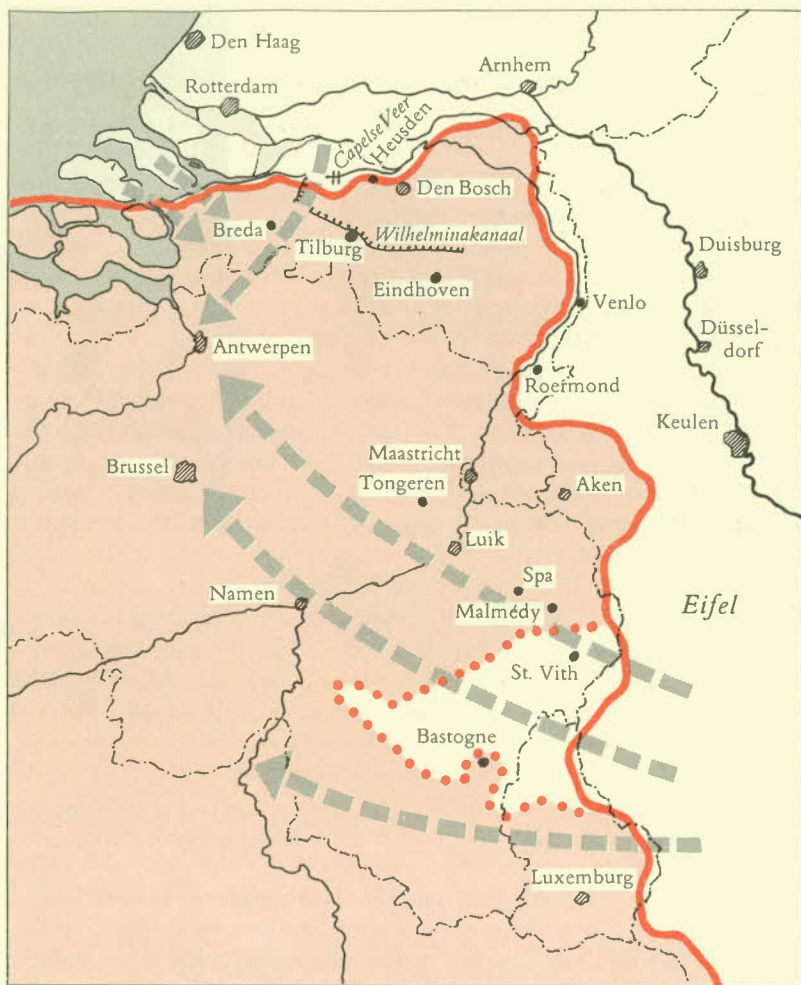 Den Haag
Arnhem
Rotterdam
Capelse Veer
Heusden
Den Bosch
Breda
Tilburg
Wilhelminakanaal
Duisburg
Eindhoven
Venlo
Antwerpen
Düssel-
dorf
Roermond
Keulen
Maastricht
Brussel
Tongeren
Aken
Luik
Spa
Namen
Malmédy
Eifel
St. Vith
Bastogne
Luxemburg